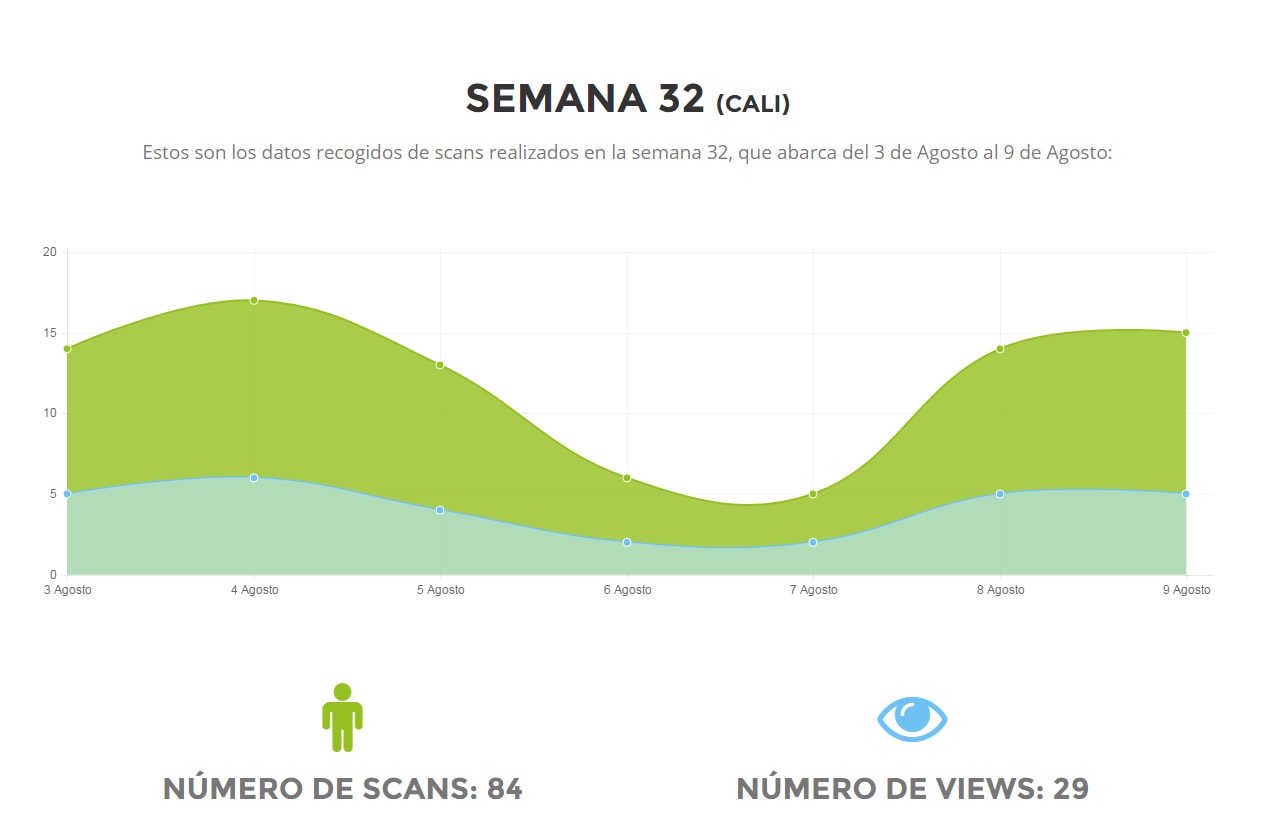 SEMANA 32 (CALI)
Estos son los datos recogidos de scans realizados en la semana 32, que abarca del 3 de Agosto al 9 de Agosto:
20
15
10
5
0
3 Agosto 4 Agosto 5 Agosto 6 Agosto 7 Agosto 8 Agosto 9 Agosto
NÚMERO DE SCANS: 84
NÚMERO DE VIEWS: 29